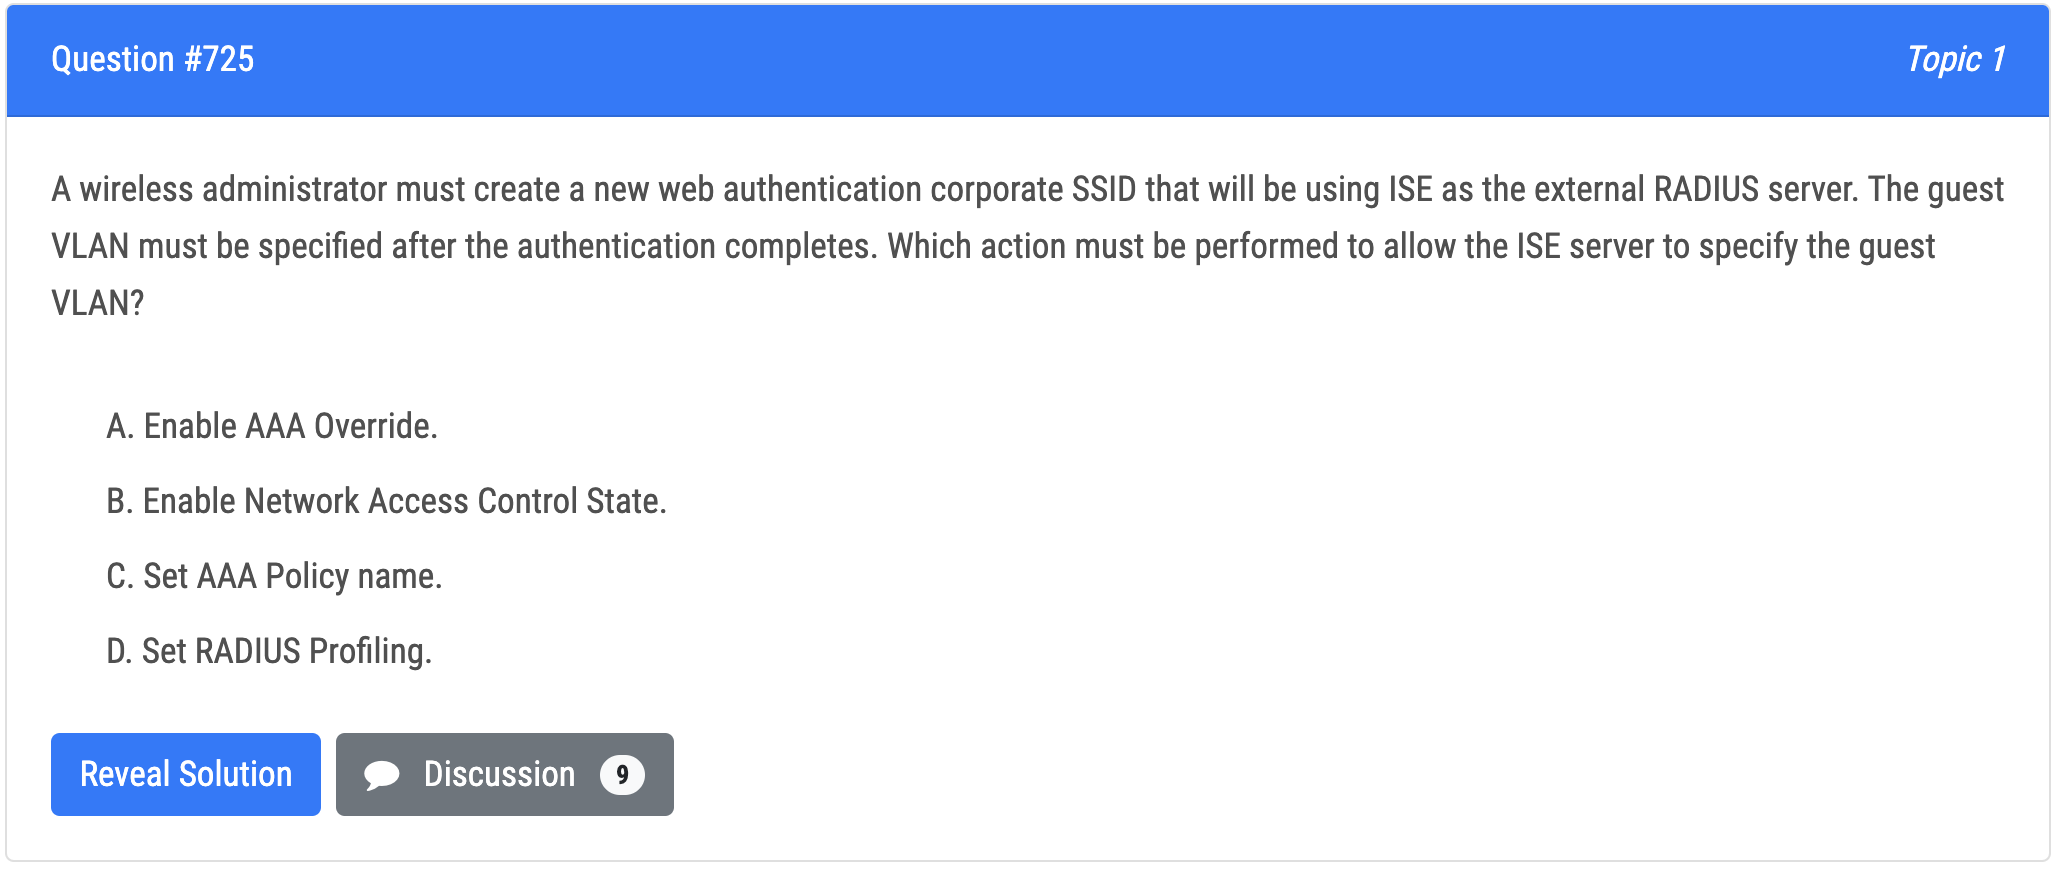 Question #725
Topic 1
A wireless administrator must create a new web authentication corporate SSID that will be using ISE as the external RADIUS server. The guest
VLAN must be specified after the authentication completes. Which action must be performed to allow the ISE server to specify the guest
VLAN?
A. Enable AAA Override.
B. Enable Network Access Control State.
C. Set AAA Policy name.
D. Set RADIUS Profiling.
Reveal Solution
Discussion 9